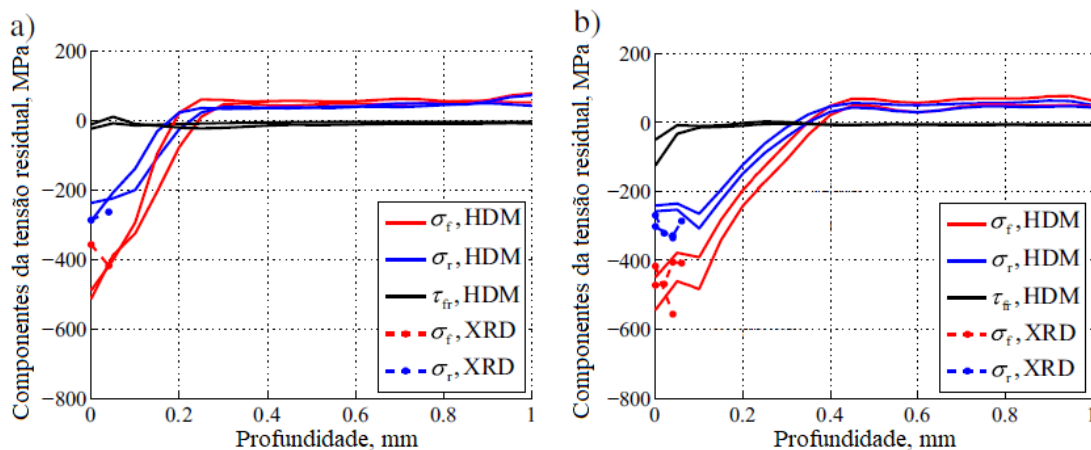 a)
Componentes da tensão residual, MPa
200
0
−200
−400
−600
−800
0
0.2
0.4
0.6
0.8
1
Profundidade, mm
σf, HDM
σr, HDM
τfr, HDM
σf, XRD
σr, XRD
b)
Componentes da tensão residual, MPa
200
0
−200
−400
−600
−800
0
0.2
0.4
0.6
0.8
1
Profundidade, mm
σf, HDM
σr, HDM
τfr, HDM
σf, XRD
σr, XRD